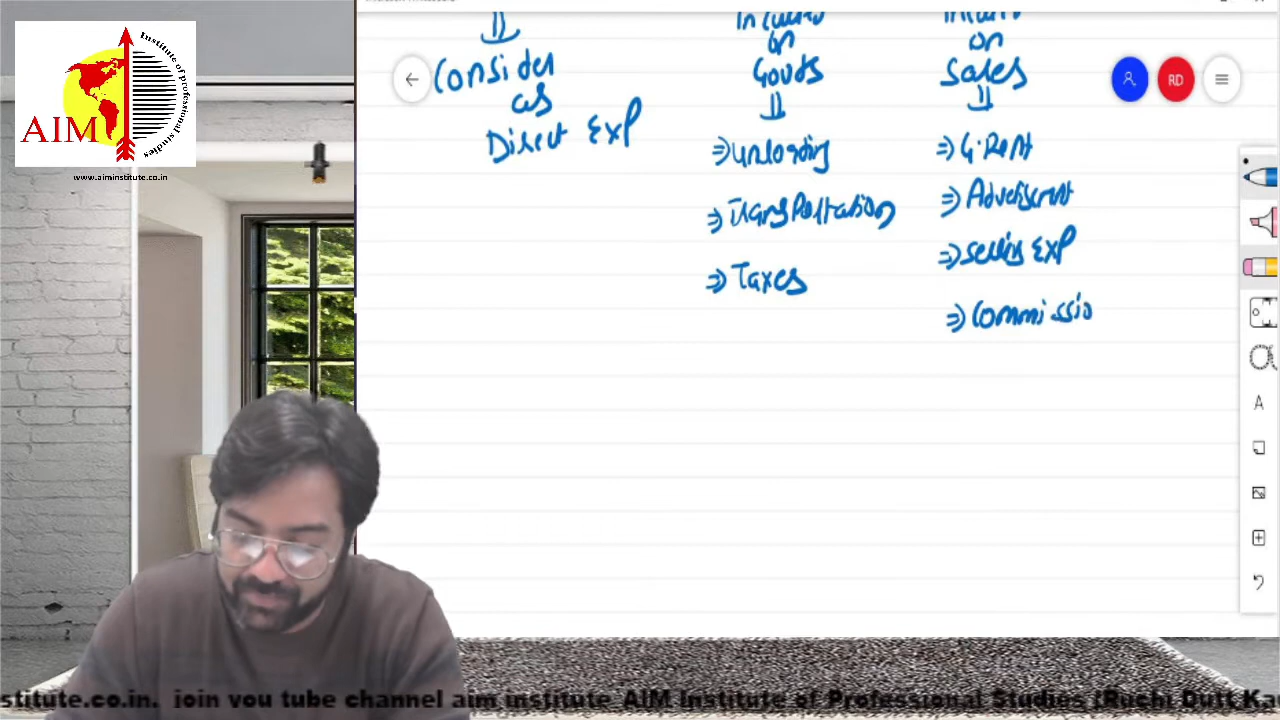 Institute of professional studies
AIM
www.aiminstitute.co.in
RD
A
Consider
as
Direct Exp
on
Goods
⇒ unloading
⇒ Transportation
⇒ Taxes
on
Sales
⇒ G. Rent
⇒ Advertisement
⇒ Selling Exp
⇒ Commissio
stitute.co.in. join you tube channel aim institute AIM Institute of Professional Studies (Ruchi Dutt Ka